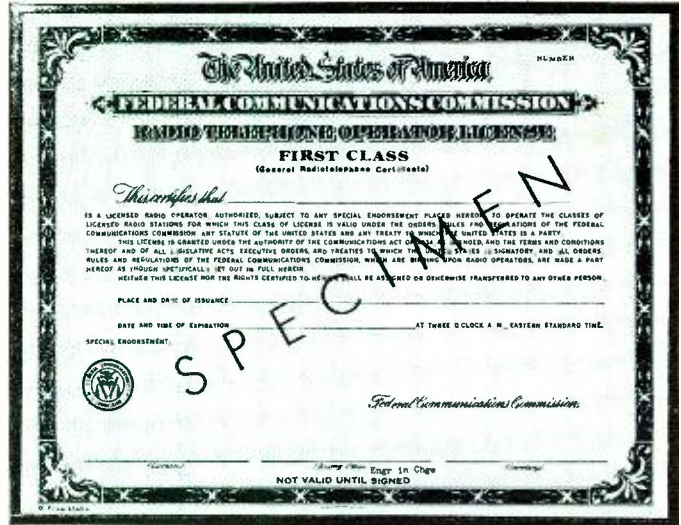 NUMBER
The United States of America
FEDERAL COMMUNICATIONS COMMISSION
RADIO TELEPHONE OPERATOR LICENSE
FIRST CLASS
(General Radiotelephone Certificate)
This certifies that
IS A LICENSED RADIO OPERATOR AUTHORIZED, SUBJECT TO ANY SPECIAL ENDORSEMENT PLACED HEREON, TO OPERATE THE CLASSES OF
LICENSED RADIO STATIONS FOR WHICH THIS CLASS OF LICENSE IS VALID UNDER THE ORDERS RULES AND REGULATIONS OF THE FEDERAL
COMMUNICATIONS COMMISSION ANY STATUTE OF THE UNITED STATES AND ANY TREATY TO WHICH THE UNITED STATES IS A PARTY.
THIS LICENSE IS GRANTED UNDER THE AUTHORITY OF THE COMMUNICATIONS ACT OF AMENDED, AND THE TERMS AND CONDITIONS
THEREOF AND OF ALL LEGISLATIVE ACTS EXECUTIVE ORDERS, AND TREATIES TO WHICH THE UNITED STATES IS SIGNATORY, AND ALL ORDERS
RULES AND REGULATIONS OF THE FEDERAL COMMUNICATIONS COMMISSION, WHICH ARE BINDING UPON RADIO OPERATORS, ARE MADE A PART
HEREOF AS THOUGH SPECIFICALLY SET OUT IN FULL HEREIN
NEITHER THIS LICENSE NOR THE RIGHTS CERTIFIED TO HEREIN SHALL BE ASSIGNED OR OTHERWISE TRANSFERRED TO ANY OTHER PERSON
PLACE AND DATE OF ISSUANCE
DATE AND TIME OF EXPIRATION AT THREE O'CLOCK A M EASTERN STANDARD TIME.
SPECIAL ENDORSEMENT:
SPECIMEN
Federal Communications Commission
Engr in Chge
NOT VALID UNTIL SIGNED